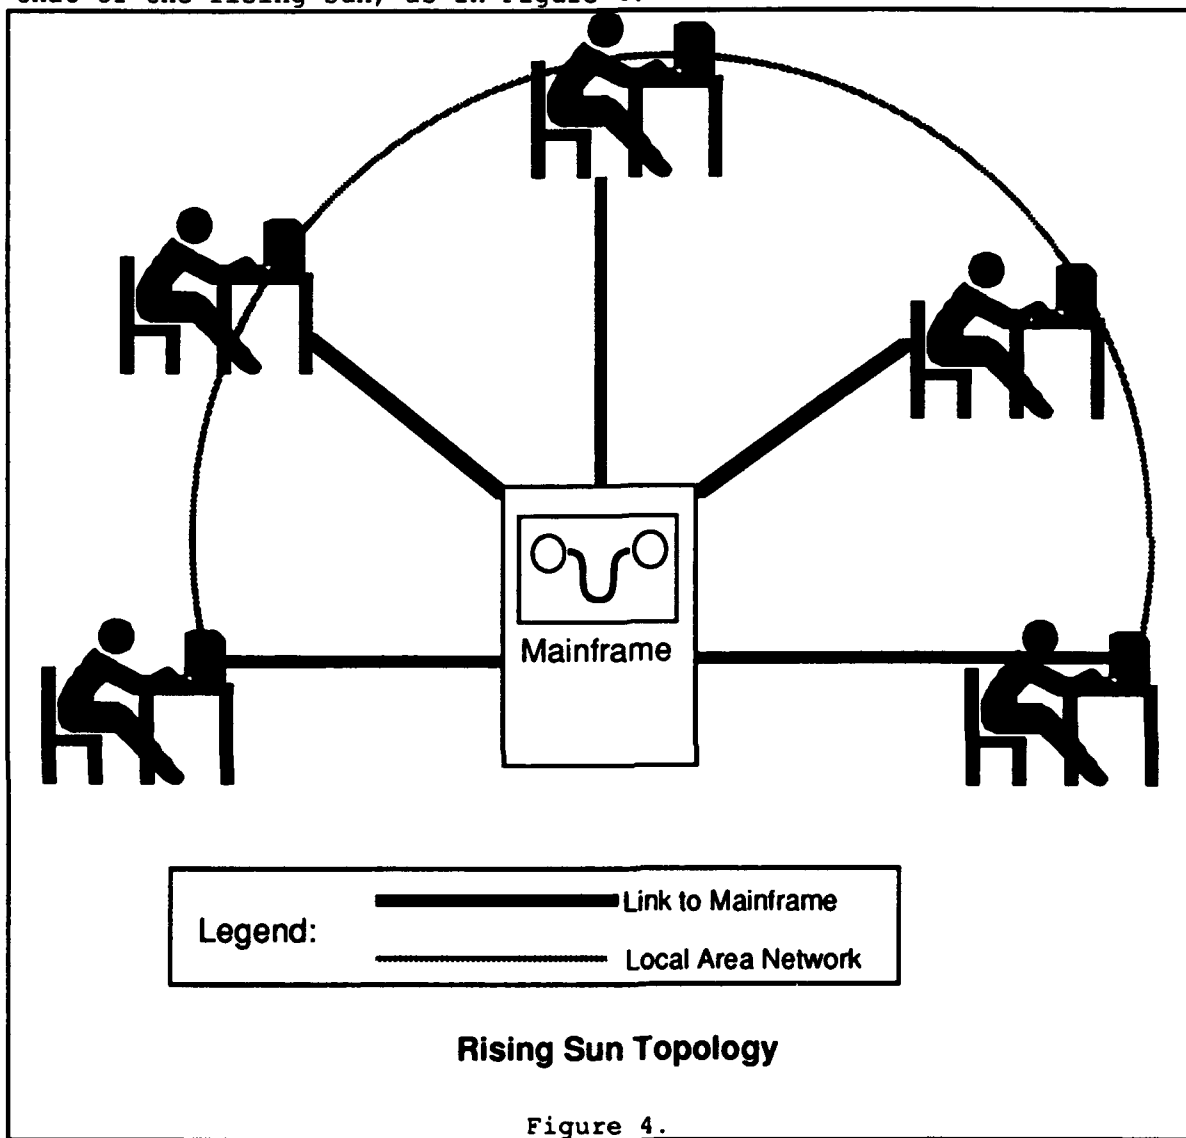 Mainframe
Legend:
Link to Mainframe
Local Area Network
Rising Sun Topology
Figure 4.